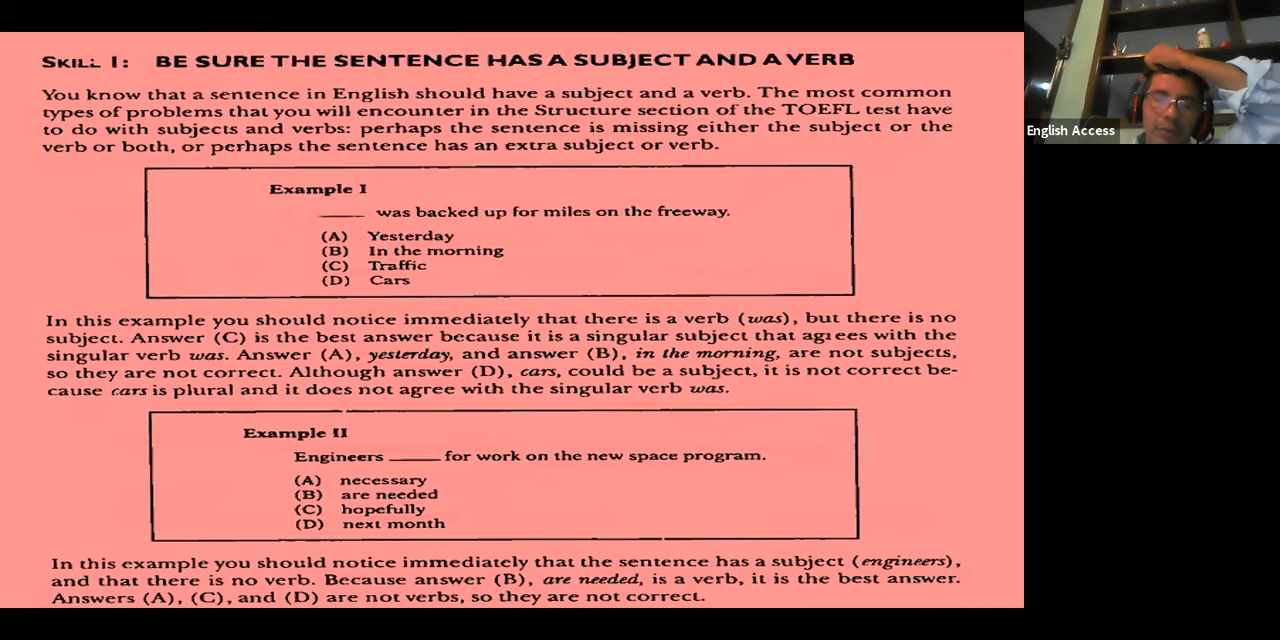 SKILL 1: BE SURE THE SENTENCE HAS A SUBJECT AND A VERB
You know that a sentence in English should have a subject and a verb. The most common
types of problems that you will encounter in the Structure section of the TOEFL test have
to do with subjects and verbs: perhaps the sentence is missing either the subject or the
verb or both, or perhaps the sentence has an extra subject or verb.
Example I
____ was backed up for miles on the freeway.
(A) Yesterday
(B) In the morning
(C) Traffic
(D) Cars
In this example you should notice immediately that there is a verb (was), but there is no
subject. Answer (C) is the best answer because it is a singular subject that agrees with the
singular verb was. Answer (A), yesterday, and answer (B), in the morning, are not subjects,
so they are not correct. Although answer (D), cars, could be a subject, it is not correct be-
cause cars is plural and it does not agree with the singular verb was.
Example II
Engineers ____ for work on the new space program.
(A) necessary
(B) are needed
(C) hopefully
(D) next month
In this example you should notice immediately that the sentence has a subject (engineers),
and that there is no verb. Because answer (B), are needed, is a verb, it is the best answer.
Answers (A), (C), and (D) are not verbs, so they are not correct.
English Access